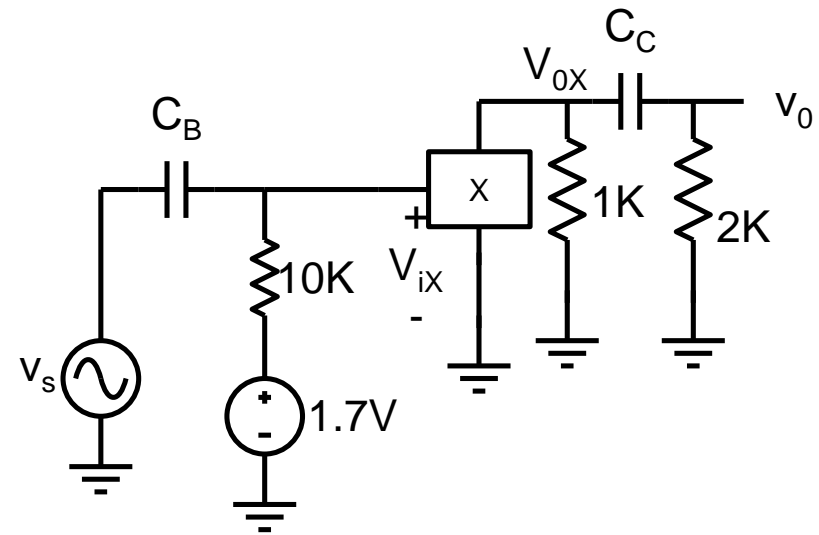 C_C
V_0X
v_0
C_B
X
1K
2K
+
V_iX
-
10K
v_s
+
-
1.7V